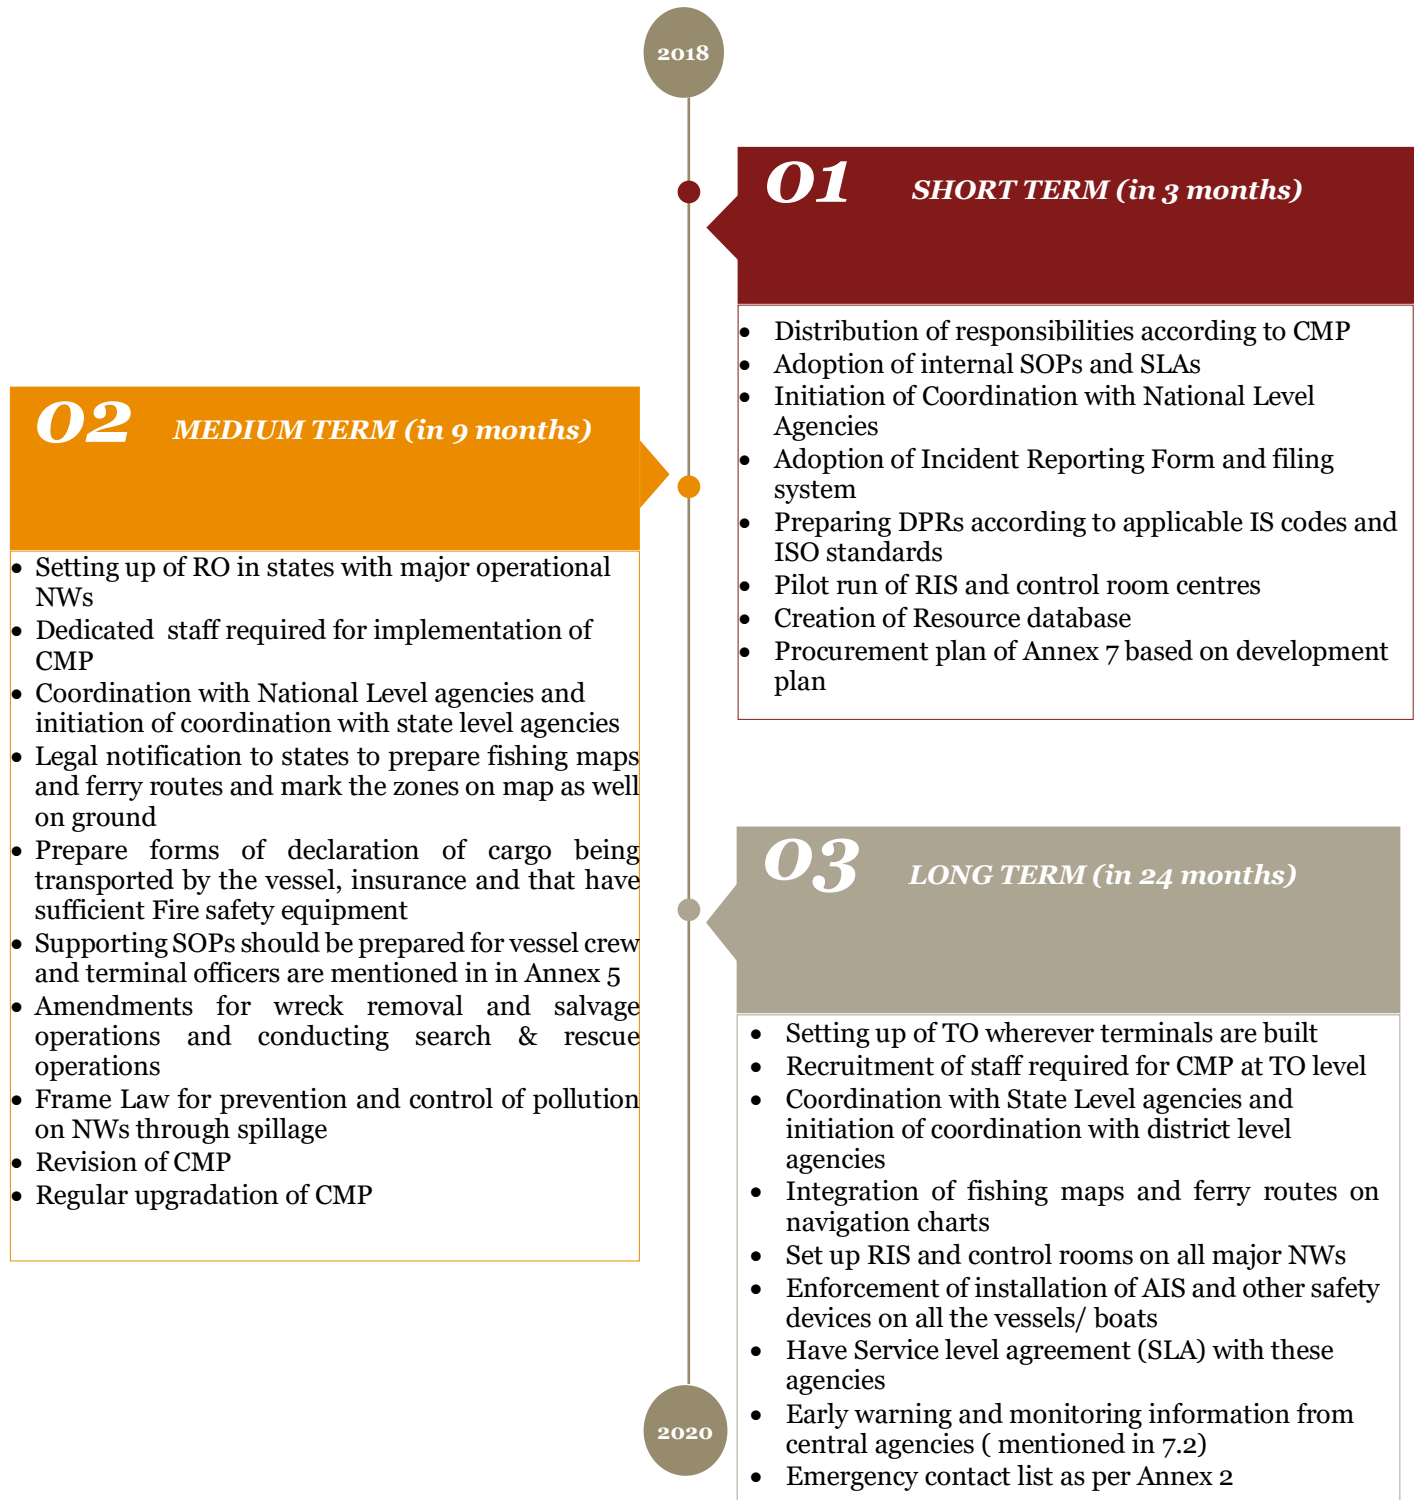 2018
01 SHORT TERM (in 3 months)
• Distribution of responsibilities according to CMP
• Adoption of internal SOPs and SLAs
• Initiation of Coordination with National Level
Agencies
• Adoption of Incident Reporting Form and filing
system
• Preparing DPRs according to applicable IS codes and
ISO standards
• Pilot run of RIS and control room centres
• Creation of Resource database
• Procurement plan of Annex 7 based on development
plan
02 MEDIUM TERM (in 9 months)
• Setting up of RO in states with major operational
NWs
• Dedicated staff required for implementation of
CMP
• Coordination with National Level agencies and
initiation of coordination with state level agencies
• Legal notification to states to prepare fishing maps
and ferry routes and mark the zones on map as well
on ground
• Prepare forms of declaration of cargo being
transported by the vessel, insurance and that have
sufficient Fire safety equipment
• Supporting SOPs should be prepared for vessel crew
and terminal officers are mentioned in in Annex 5
• Amendments for wreck removal and salvage
operations and conducting search & rescue
operations
• Frame Law for prevention and control of pollution
on NWs through spillage
• Revision of CMP
• Regular upgradation of CMP
03 LONG TERM (in 24 months)
• Setting up of TO wherever terminals are built
• Recruitment of staff required for CMP at TO level
• Coordination with State Level agencies and
initiation of coordination with district level
agencies
• Integration of fishing maps and ferry routes on
navigation charts
• Set up RIS and control rooms on all major NWs
• Enforcement of installation of AIS and other safety
devices on all the vessels/ boats
• Have Service level agreement (SLA) with these
agencies
• Early warning and monitoring information from
central agencies ( mentioned in 7.2)
• Emergency contact list as per Annex 2
2020